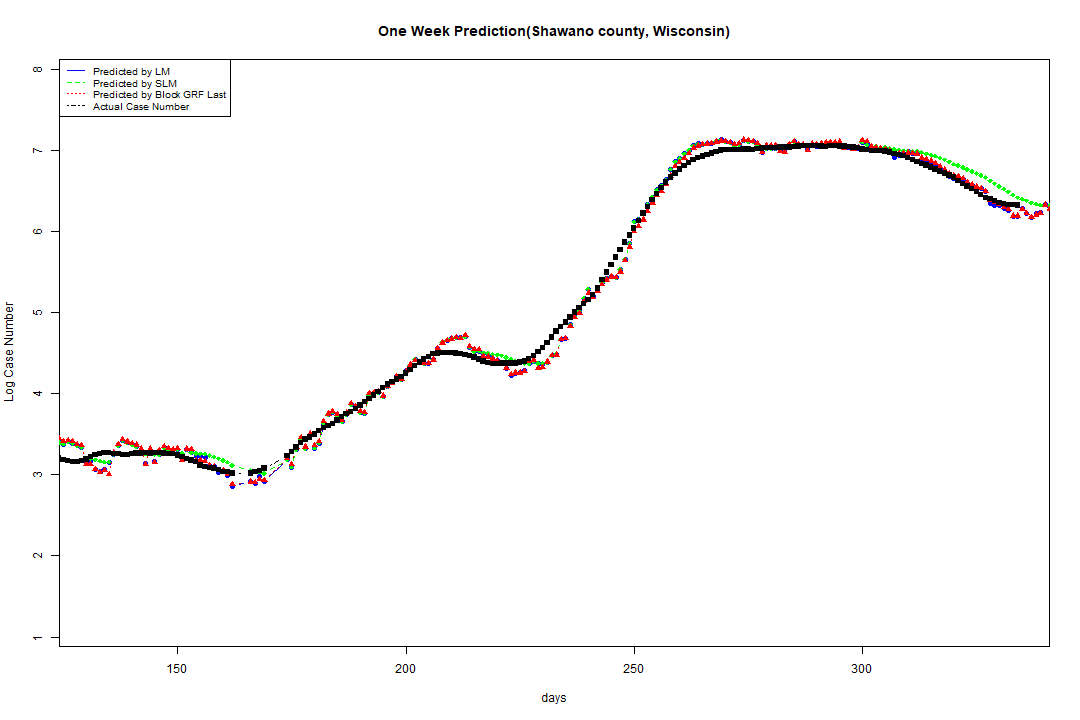 One Week Prediction(Shawano county, Wisconsin)
Predicted by LM
Predicted by SLM
Predicted by Block GRF Last
Actual Case Number
8
7
6
5
4
3
2
1
Log Case Number
150 200 250 300
days